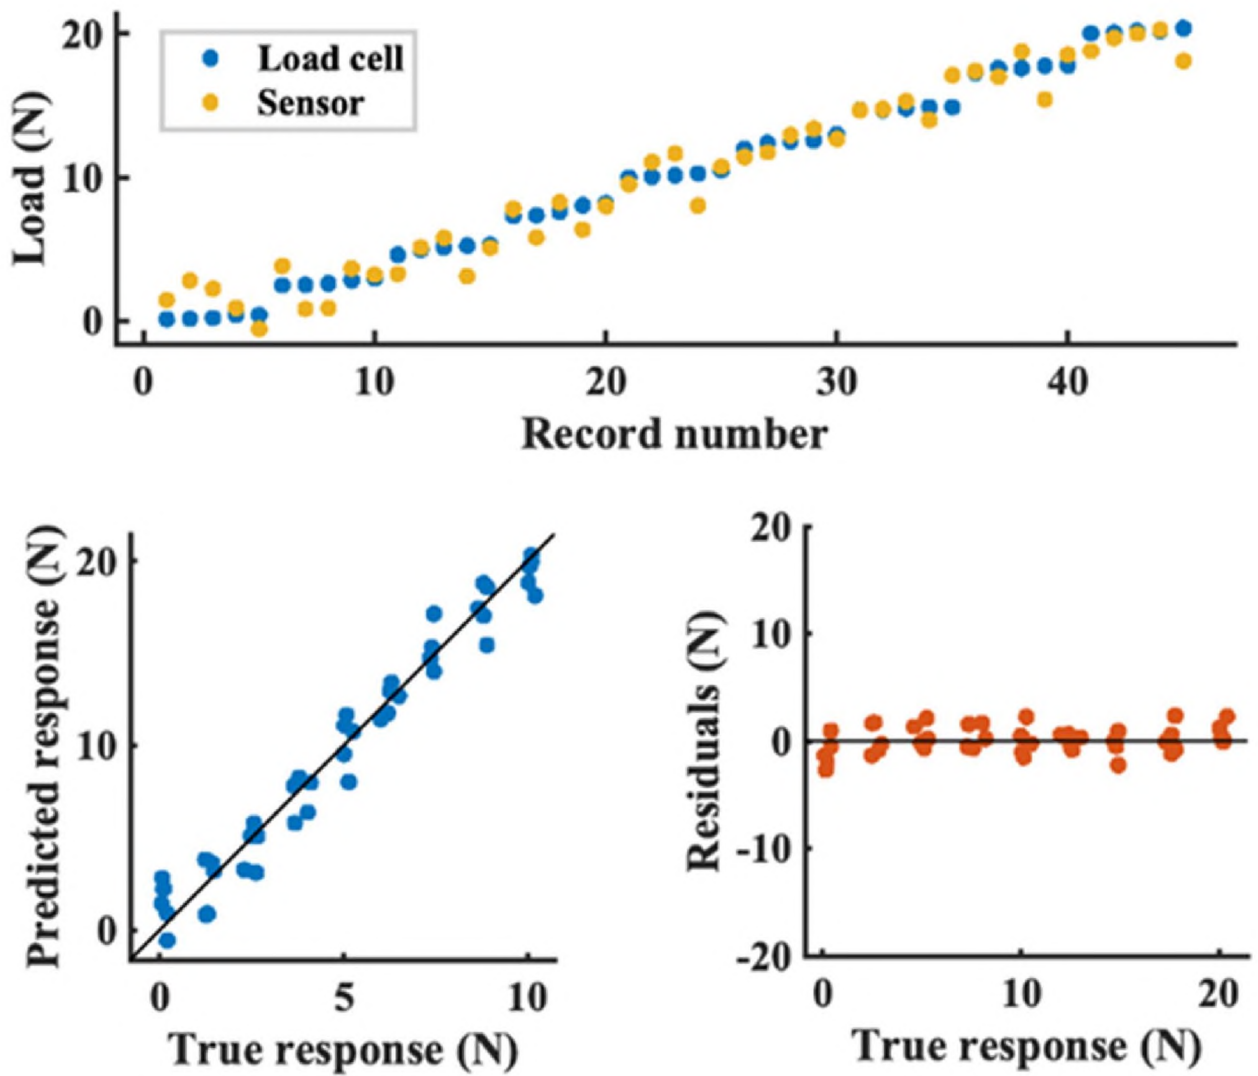 20
10
0
Load (N)
Load cell
Sensor
0 10 20 30 40
Record number
20
10
0
Predicted response (N)
0 5 10
True response (N)
20
10
0
-10
-20
Residuals (N)
0 10 20
True response (N)